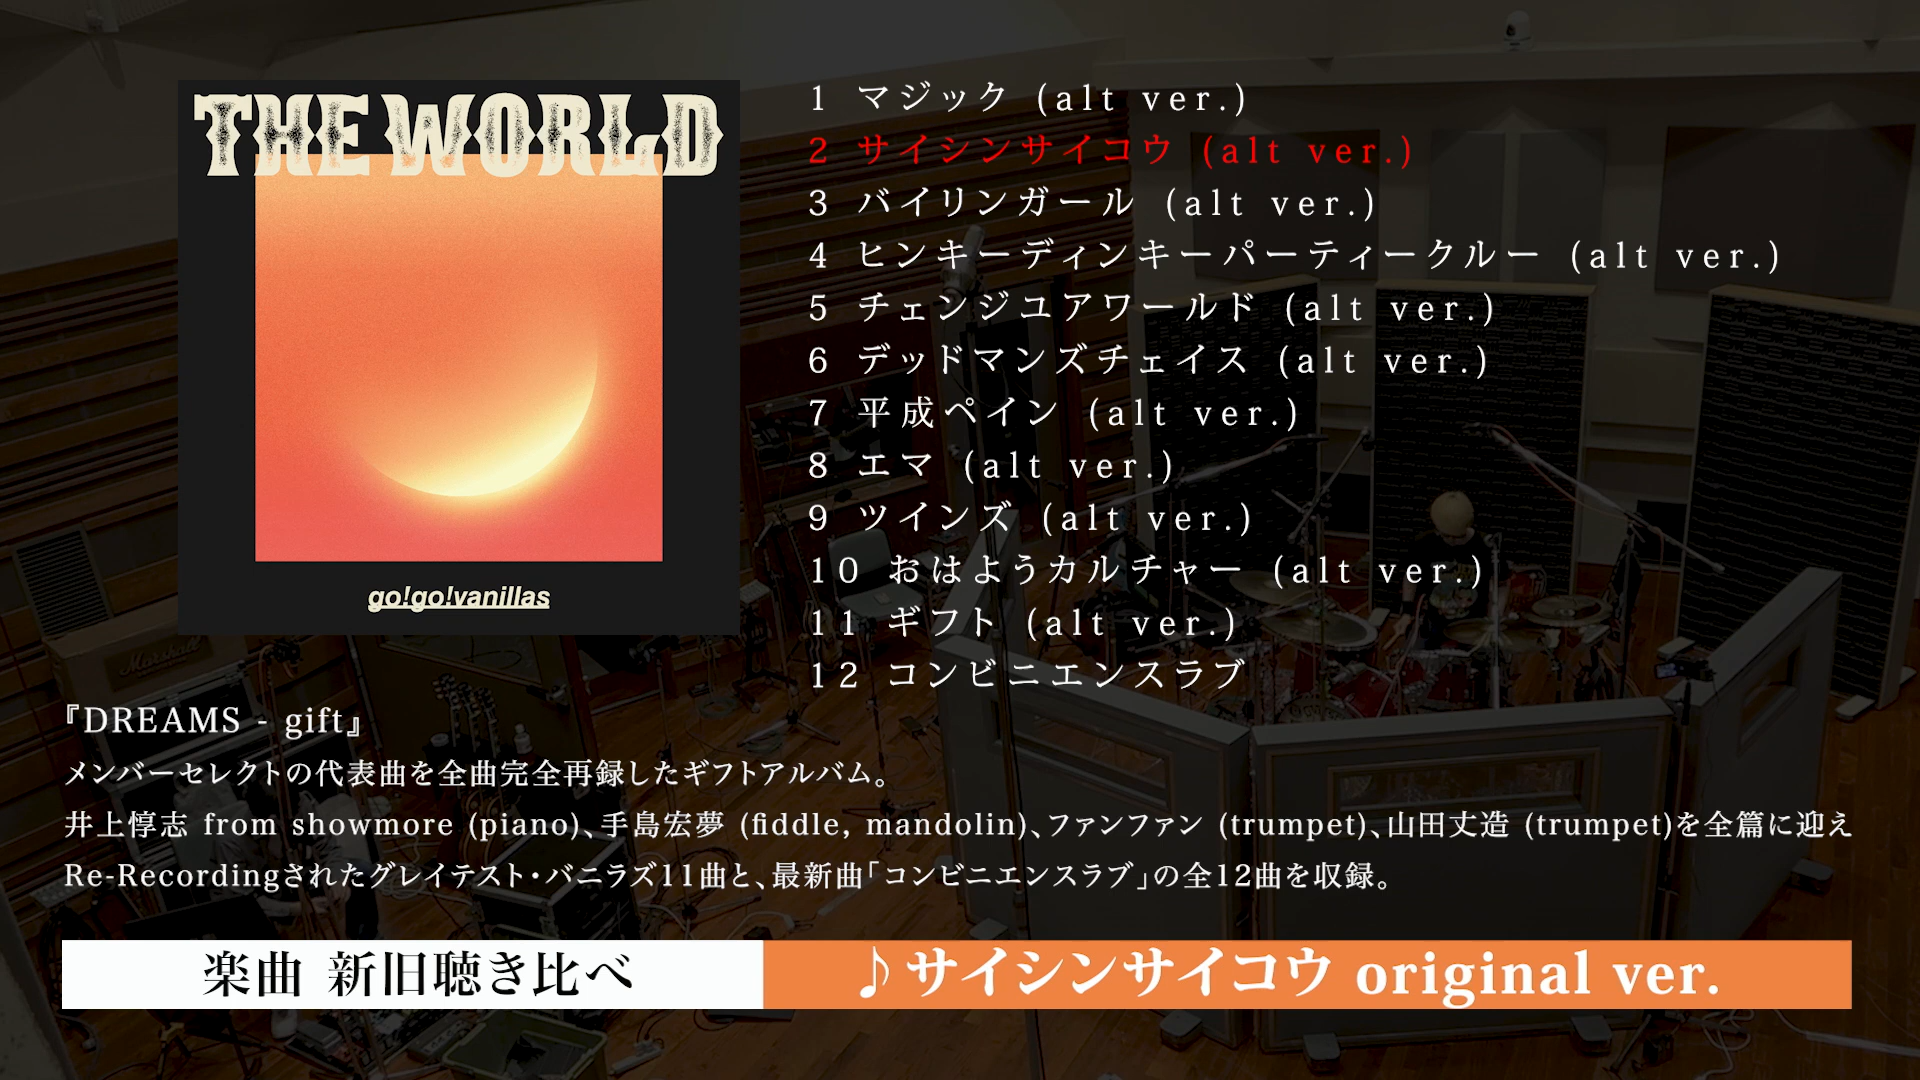 THE WORLD
go!go!vanillas
1 マジック (alt ver.)
2 サイシンサイコウ (alt ver.)
3 バイリンガール (alt ver.)
4 ヒンキーディンキーパーティークルー (alt ver.)
5 チェンジユアワールド (alt ver.)
6 デッドマンズチェイス (alt ver.)
7 平成ペイン (alt ver.)
8 エマ (alt ver.)
9 ツインズ (alt ver.)
10 おはようカルチャー (alt ver.)
11 ギフト (alt ver.)
12 コンビニエンスラブ
Marshall
『DREAMS - gift』
メンバーセレクトの代表曲を全曲完全再録したギフトアルバム。
井上惇志 from showmore (piano)、手島宏夢 (fiddle, mandolin)、ファンファン (trumpet)、山田丈造 (trumpet)を全篇に迎え
Re-Recordingされたグレイテスト・バニラズ11曲と、最新曲「コンビニエンスラブ」の全12曲を収録。
楽曲 新旧聴き比べ
♪サイシンサイコウ original ver.